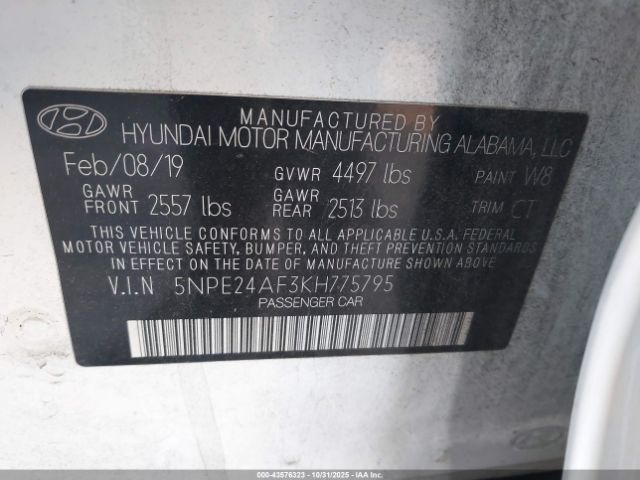 MANUFACTURED BY
HYUNDAI MOTOR MANUFACTURING ALABAMA, LLC
Feb/08/19 GVWR 4497 lbs PAINT W8
GAWR FRONT 2557 lbs GAWR REAR 2513 lbs TRIM CT
THIS VEHICLE CONFORMS TO ALL APPLICABLE U.S.A. FEDERAL
MOTOR VEHICLE SAFETY, BUMPER, AND THEFT PREVENTION STANDARDS
IN EFFECT ON THE DATE OF MANUFACTURE SHOWN ABOVE.
V.I.N 5NPE24AF3KH775795
PASSENGER CAR
000-43576323 - 10/31/2025 - IAAI.COM